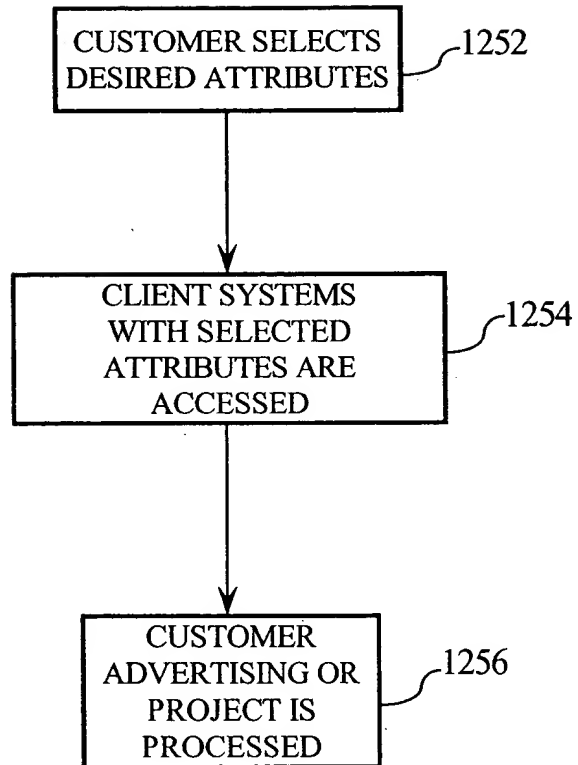 CUSTOMER SELECTS
DESIRED ATTRIBUTES
1252
CLIENT SYSTEMS
WITH SELECTED
ATTRIBUTES ARE
ACCESSED
1254
CUSTOMER
ADVERTISING OR
PROJECT IS
PROCESSED
1256